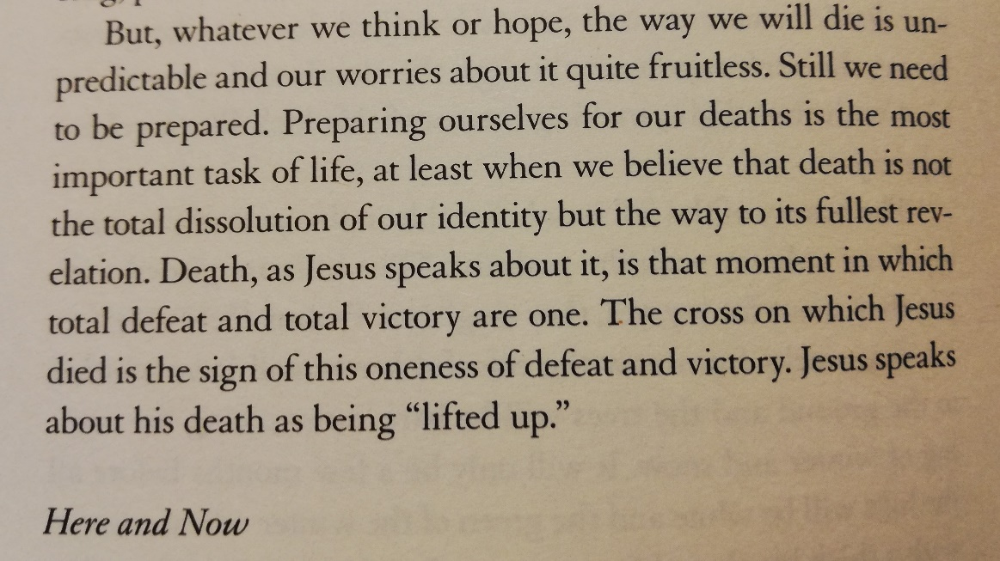 But, whatever we think or hope, the way we will die is un-
predictable and our worries about it quite fruitless. Still we need
to be prepared. Preparing ourselves for our deaths is the most
important task of life, at least when we believe that death is not
the total dissolution of our identity but the way to its fullest rev-
elation. Death, as Jesus speaks about it, is that moment in which
total defeat and total victory are one. The cross on which Jesus
died is the sign of this oneness of defeat and victory. Jesus speaks
about his death as being “lifted up.”
Here and Now